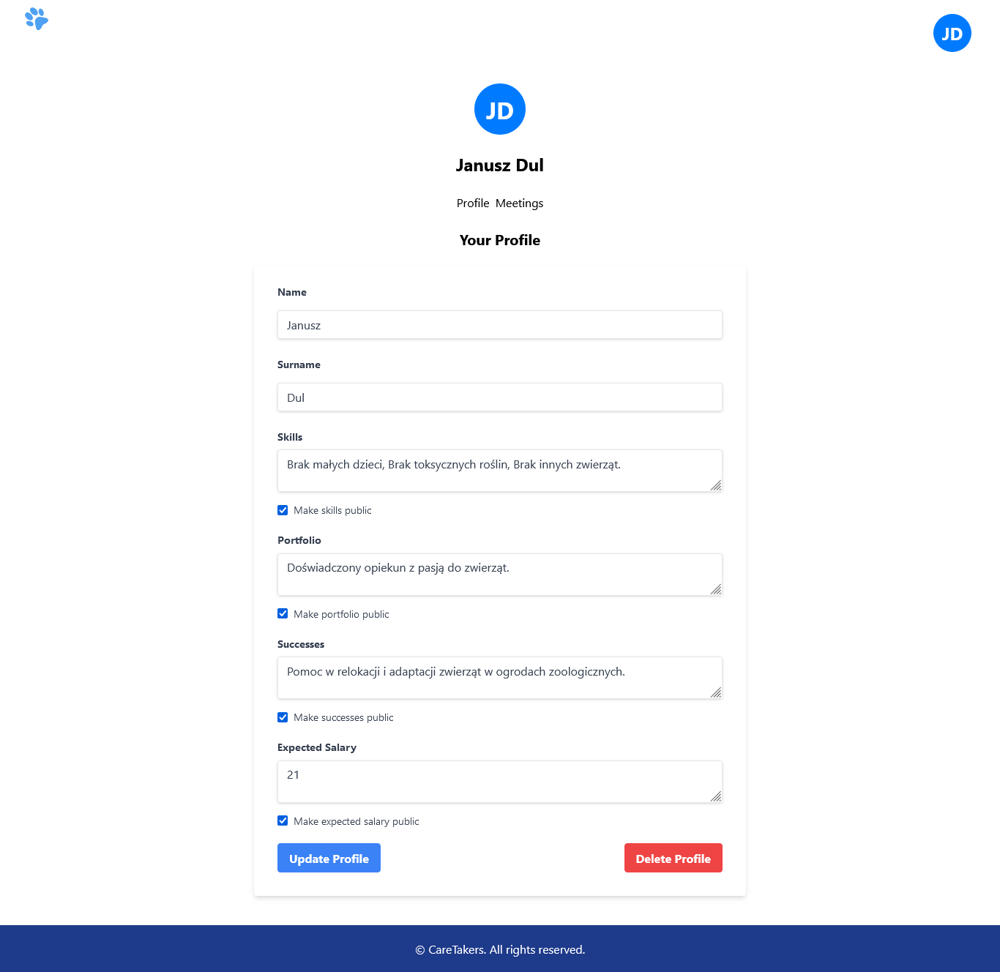 JD
JD
Janusz Dul
Profile Meetings
Your Profile
Name
Janusz
Surname
Dul
Skills
Brak małych dzieci, Brak toksycznych roślin, Brak innych zwierząt.
Make skills public
Portfolio
Doświadczony opiekun z pasją do zwierząt.
Make portfolio public
Successes
Pomoc w relokacji i adaptacji zwierząt w ogrodach zoologicznych.
Make successes public
Expected Salary
21
Make expected salary public
Update Profile Delete Profile
© CareTakers. All rights reserved.